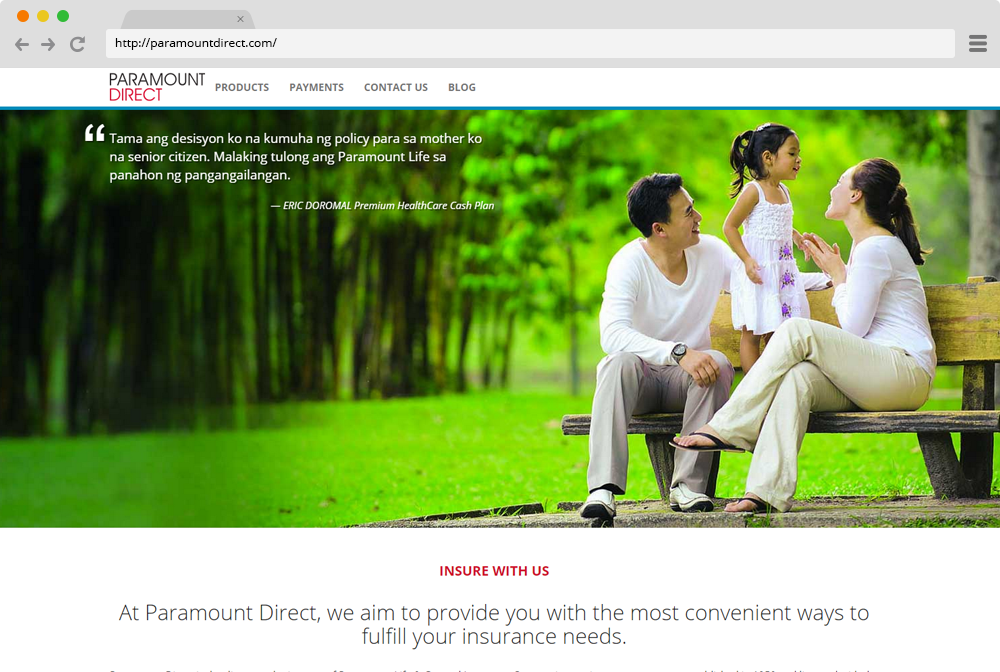 http://paramountdirect.com/
PARAMOUNT
DIRECT
PRODUCTS PAYMENTS CONTACT US BLOG
“ Tama ang desisyon ko na kumuha ng policy para sa mother ko
na senior citizen. Malaking tulong ang Paramount Life sa
panahon ng pangangailangan.
— ERIC DOROMAL Premium HealthCare Cash Plan
INSURE WITH US
At Paramount Direct, we aim to provide you with the most convenient ways to
fulfill your insurance needs.